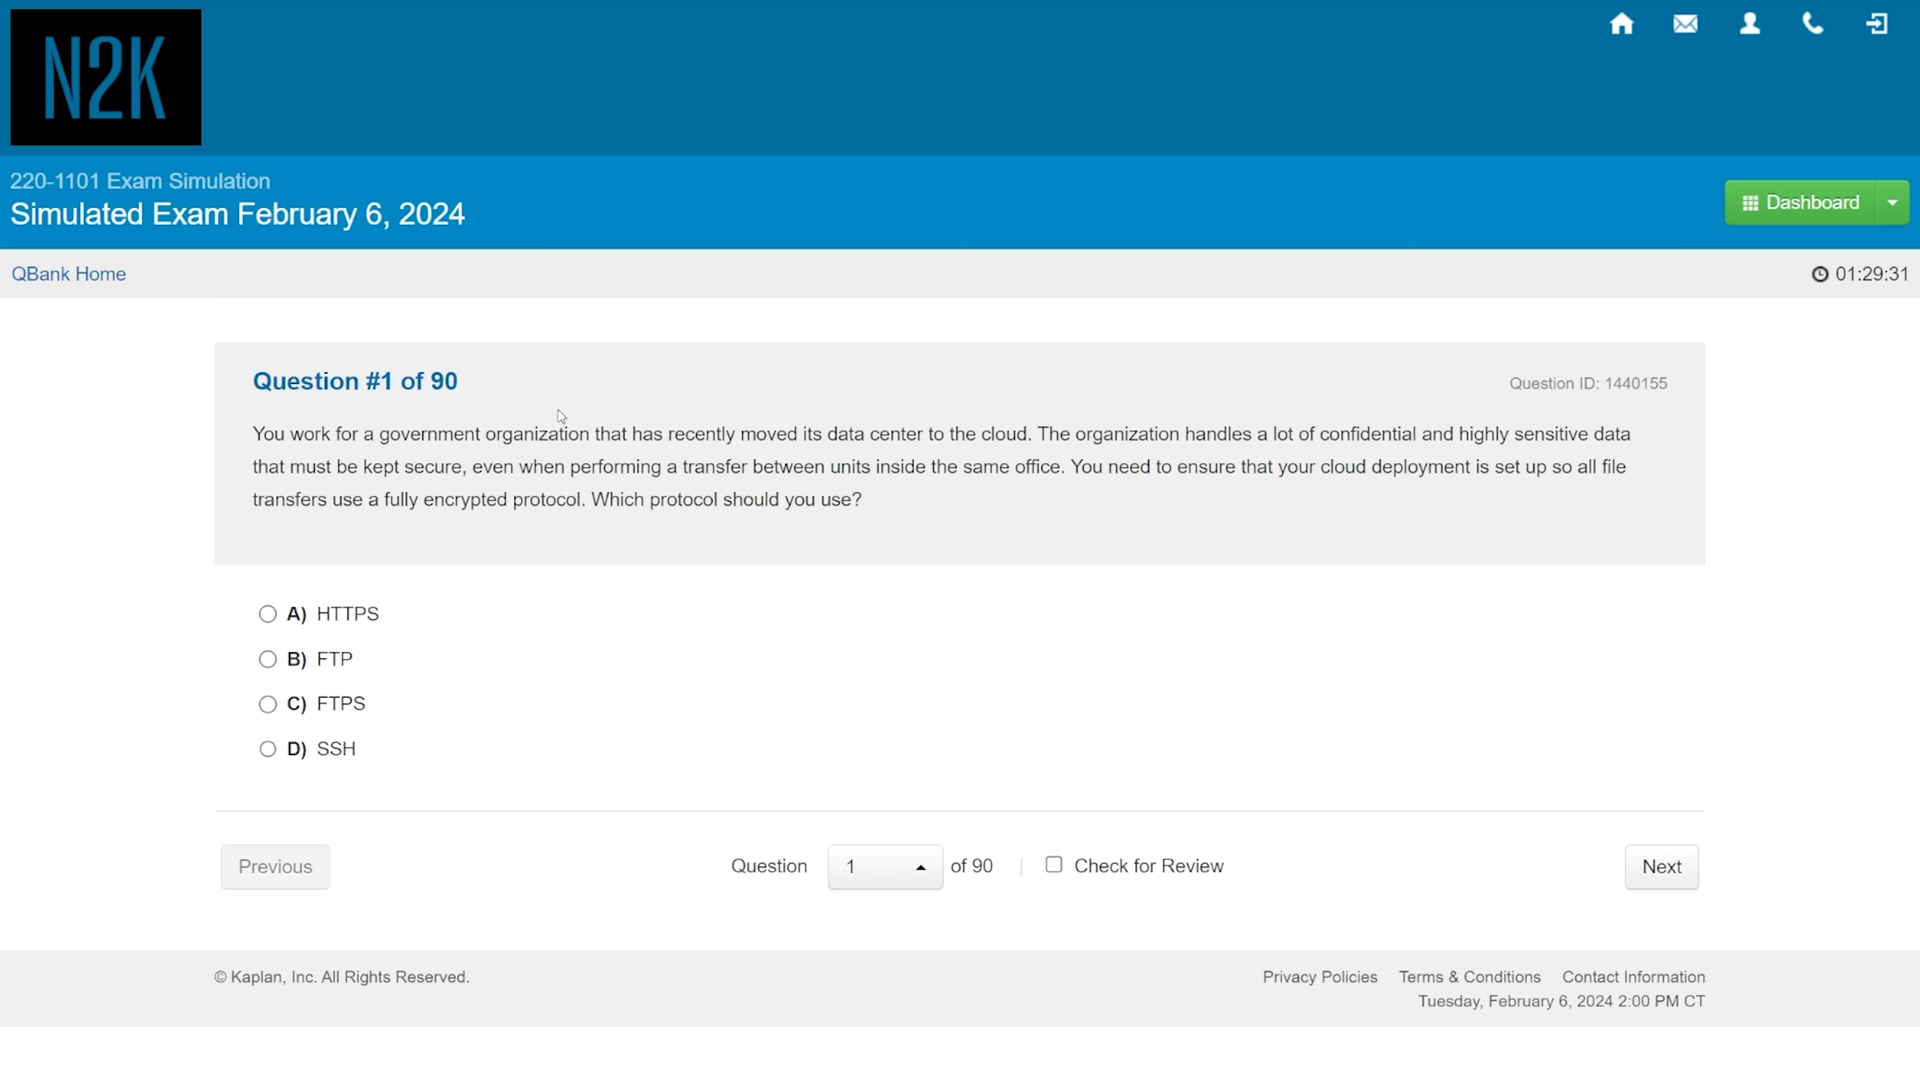 N2K
220-1101 Exam Simulation
Simulated Exam February 6, 2024
Dashboard
QBank Home
01:29:31
Question #1 of 90
Question ID: 1440155
You work for a government organization that has recently moved its data center to the cloud. The organization handles a lot of confidential and highly sensitive data
that must be kept secure, even when performing a transfer between units inside the same office. You need to ensure that your cloud deployment is set up so all file
transfers use a fully encrypted protocol. Which protocol should you use?
A) HTTPS
B) FTP
C) FTPS
D) SSH
Previous
Question 1 of 90 | Check for Review
Next
© Kaplan, Inc. All Rights Reserved.
Privacy Policies Terms & Conditions Contact Information
Tuesday, February 6, 2024 2:00 PM CT